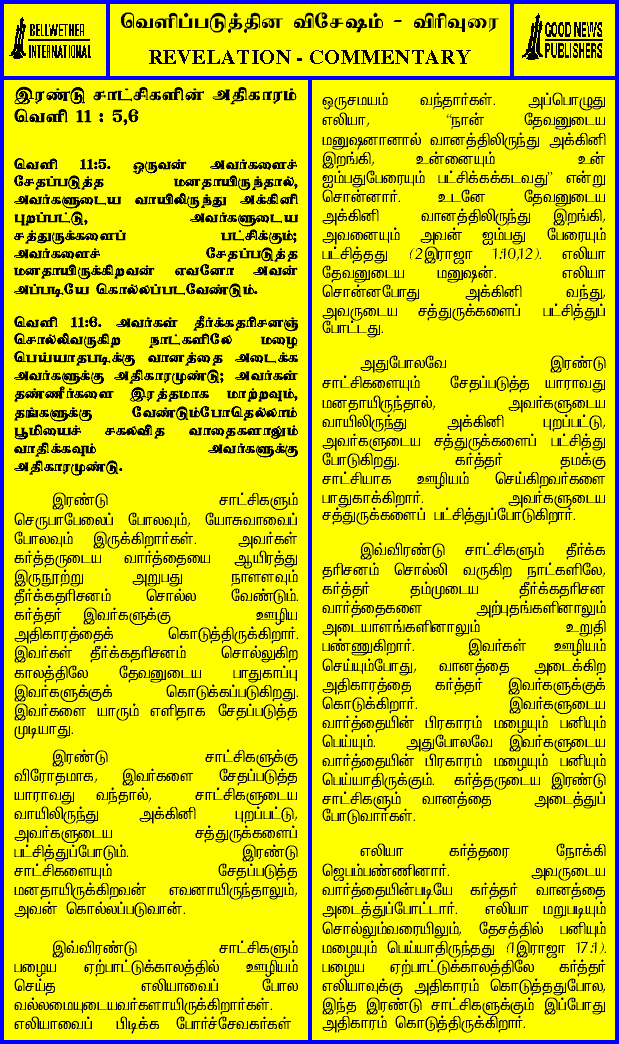 BELLWETHER
INTERNATIONAL
வெளிப்படுத்தின விசேஷம் - விரிவுரை
REVELATION - COMMENTARY
GOOD NEWS
PUBLISHERS
இரண்டு சாட்சிகளின் அதிகாரம்
வெளி 11 : 5,6
வெளி 11:5. ஒருவன் அவர்களைச்
சேதப்படுத்த மனதாயிருந்தால்,
அவர்களுடைய வாயிலிருந்து அக்கினி
புறப்பட்டு, அவர்களுடைய
சத்துருக்களைப் பட்சிக்கும்;
அவர்களைச் சேதப்படுத்த
மனதாயிருக்கிறவன் எவனோ அவன்
அப்படியே கொல்லப்படவேண்டும்.
வெளி 11:6. அவர்கள் தீர்க்கதரிசனஞ்
சொல்லிவருகிற நாட்களிலே மழை
பெய்யாதபடிக்கு வானத்தை அடைக்க
அவர்களுக்கு அதிகாரமுண்டு; அவர்கள்
தண்ணீர்களை இரத்தமாக மாற்றவும்,
தங்களுக்கு வேண்டும்போதெல்லாம்
பூமியைச் சகலவித வாதைகளாலும்
வாதிக்கவும் அவர்களுக்கு
அதிகாரமுண்டு.
இரண்டு சாட்சிகளும்
செருபாபேலைப் போலவும், யோசுவாவைப்
போலவும் இருக்கிறார்கள். அவர்கள்
கர்த்தருடைய வார்த்தையை ஆயிரத்து
இருநூற்று அறுபது நாளளவும்
தீர்க்கதரிசனம் சொல்ல வேண்டும்.
கர்த்தர் இவர்களுக்கு ஊழிய
அதிகாரத்தைக் கொடுத்திருக்கிறார்.
இவர்கள் தீர்க்கதரிசனம் சொல்லுகிற
காலத்திலே தேவனுடைய பாதுகாப்பு
இவர்களுக்குக் கொடுக்கப்படுகிறது.
இவர்களை யாரும் எளிதாக சேதப்படுத்த
முடியாது.
இரண்டு சாட்சிகளுக்கு
விரோதமாக, இவர்களை சேதப்படுத்த
யாராவது வந்தால், சாட்சிகளுடைய
வாயிலிருந்து அக்கினி புறப்பட்டு,
அவர்களுடைய சத்துருக்களைப்
பட்சித்துப்போடும். இரண்டு
சாட்சிகளையும் சேதப்படுத்த
மனதாயிருக்கிறவன் எவனாயிருந்தாலும்,
அவன் கொல்லப்படுவான்.
இவ்விரண்டு சாட்சிகளும்
பழைய ஏற்பாட்டுக்காலத்தில் ஊழியம்
செய்த எலியாவைப் போல
வல்லமையுடையவர்களாயிருக்கிறார்கள்.
எலியாவைப் பிடிக்க போர்ச்சேவகர்கள்
ஒருசமயம் வந்தார்கள். அப்பொழுது
எலியா, "நான் தேவனுடைய
மனுஷனானால் வானத்திலிருந்து அக்கினி
இறங்கி, உன்னையும் உன்
ஐம்பதுபேரையும் பட்சிக்கக்கடவது" என்று
சொன்னார். உடனே தேவனுடைய
அக்கினி வானத்திலிருந்து இறங்கி,
அவனையும் அவன் ஐம்பது பேரையும்
பட்சித்தது (2இராஜா 1:10,12). எலியா
தேவனுடைய மனுஷன். எலியா
சொன்னபோது அக்கினி வந்து,
அவருடைய சத்துருக்களைப் பட்சித்துப்
போட்டது.
அதுபோலவே இரண்டு
சாட்சிகளையும் சேதப்படுத்த யாராவது
மனதாயிருந்தால், அவர்களுடைய
வாயிலிருந்து அக்கினி புறப்பட்டு,
அவர்களுடைய சத்துருக்களைப் பட்சித்து
போடுகிறது. கர்த்தர் தமக்கு
சாட்சியாக ஊழியம் செய்கிறவர்களை
பாதுகாக்கிறார். அவர்களுடைய
சத்துருக்களைப் பட்சித்துப்போடுகிறார்.
இவ்விரண்டு சாட்சிகளும் தீர்க்க
தரிசனம் சொல்லி வருகிற நாட்களிலே,
கர்த்தர் தம்முடைய தீர்க்கதரிசன
வார்த்தைகளை அற்புதங்களினாலும்
அடையாளங்களினாலும் உறுதி
பண்ணுகிறார். இவர்கள் ஊழியம்
செய்யும்போது, வானத்தை அடைக்கிற
அதிகாரத்தை கர்த்தர் இவர்களுக்குக்
கொடுக்கிறார். இவர்களுடைய
வார்த்தையின் பிரகாரம் மழையும் பனியும்
பெய்யும். அதுபோலவே இவர்களுடைய
வார்த்தையின் பிரகாரம் மழையும் பனியும்
பெய்யாதிருக்கும். கர்த்தருடைய இரண்டு
சாட்சிகளும் வானத்தை அடைத்துப்
போடுவார்கள்.
எலியா கர்த்தரை நோக்கி
ஜெபம்பண்ணினார். அவருடைய
வார்த்தையின்படியே கர்த்தர் வானத்தை
அடைத்துப்போட்டார். எலியா மறுபடியும்
சொல்லும்வரையிலும், தேசத்தில் பனியும்
மழையும் பெய்யாதிருந்தது (1இராஜா 17:1).
பழைய ஏற்பாட்டுக்காலத்திலே கர்த்தர்
எலியாவுக்கு அதிகாரம் கொடுத்ததுபோல,
இந்த இரண்டு சாட்சிகளுக்கும் இப்போது
அதிகாரம் கொடுத்திருக்கிறார்.